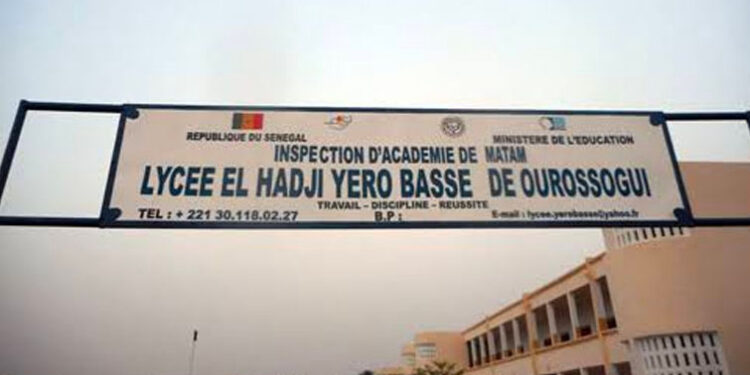 REPUBLIQUE DU SENEGAL
MINISTERE DE L'EDUCATION
INSPECTION D'ACADEMIE DE MATAM
LYCEE EL HADJI YERO BASSE DE OUROSSOGUI
TRAVAIL - DISCIPLINE - REUSSITE
TEL : + 221 30.118.02.27
B.P :
E-mail : lycee.yerobasse@yahoo.fr